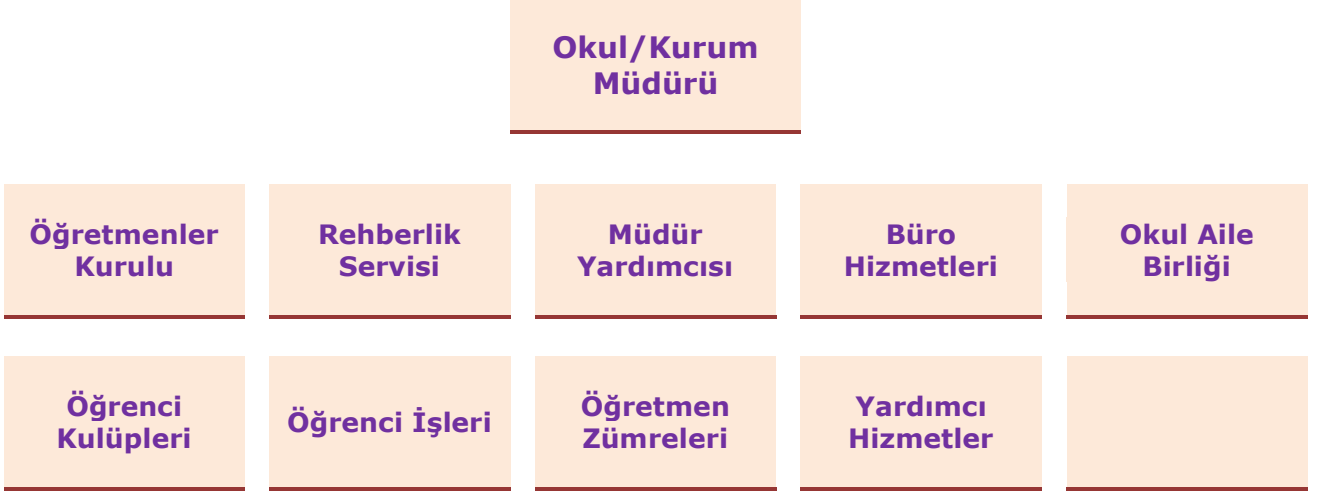 Okul/Kurum
Müdürü
Öğretmenler
Kurulu
Rehberlik
Servisi
Müdür
Yardımcısı
Büro
Hizmetleri
Okul Aile
Birliği
Öğrenci
Kulüpleri
Öğrenci İşleri
Öğretmen
Zümreleri
Yardımcı
Hizmetler